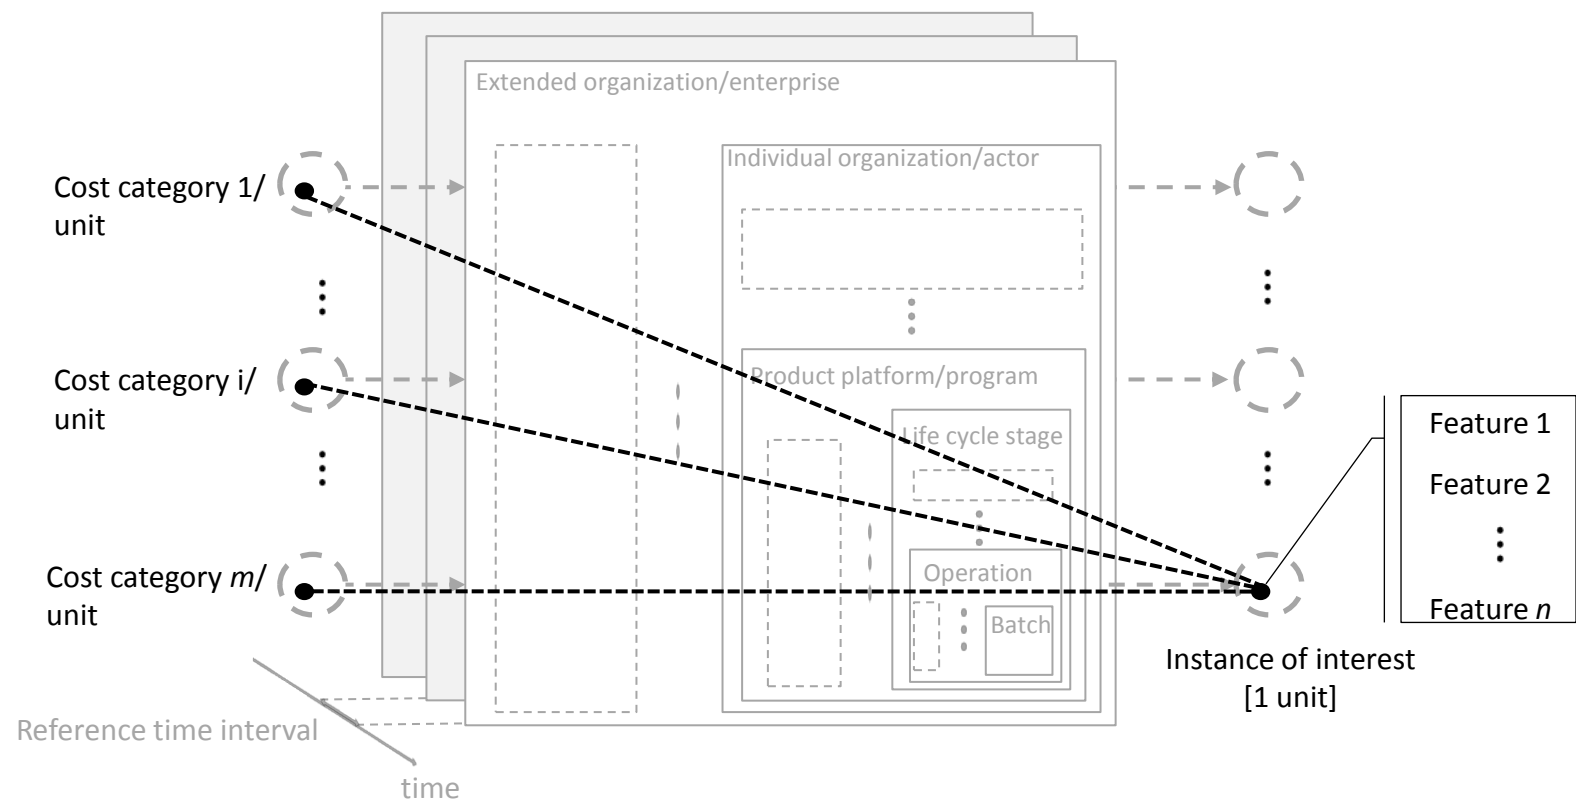 Extended organization/enterprise
Individual organization/actor
Cost category 1/
unit
Cost category i/
unit
Product platform/program
Life cycle stage
Feature 1
Feature 2
Feature n
Cost category m/
unit
Operation
Batch
Instance of interest
[1 unit]
Reference time interval
time